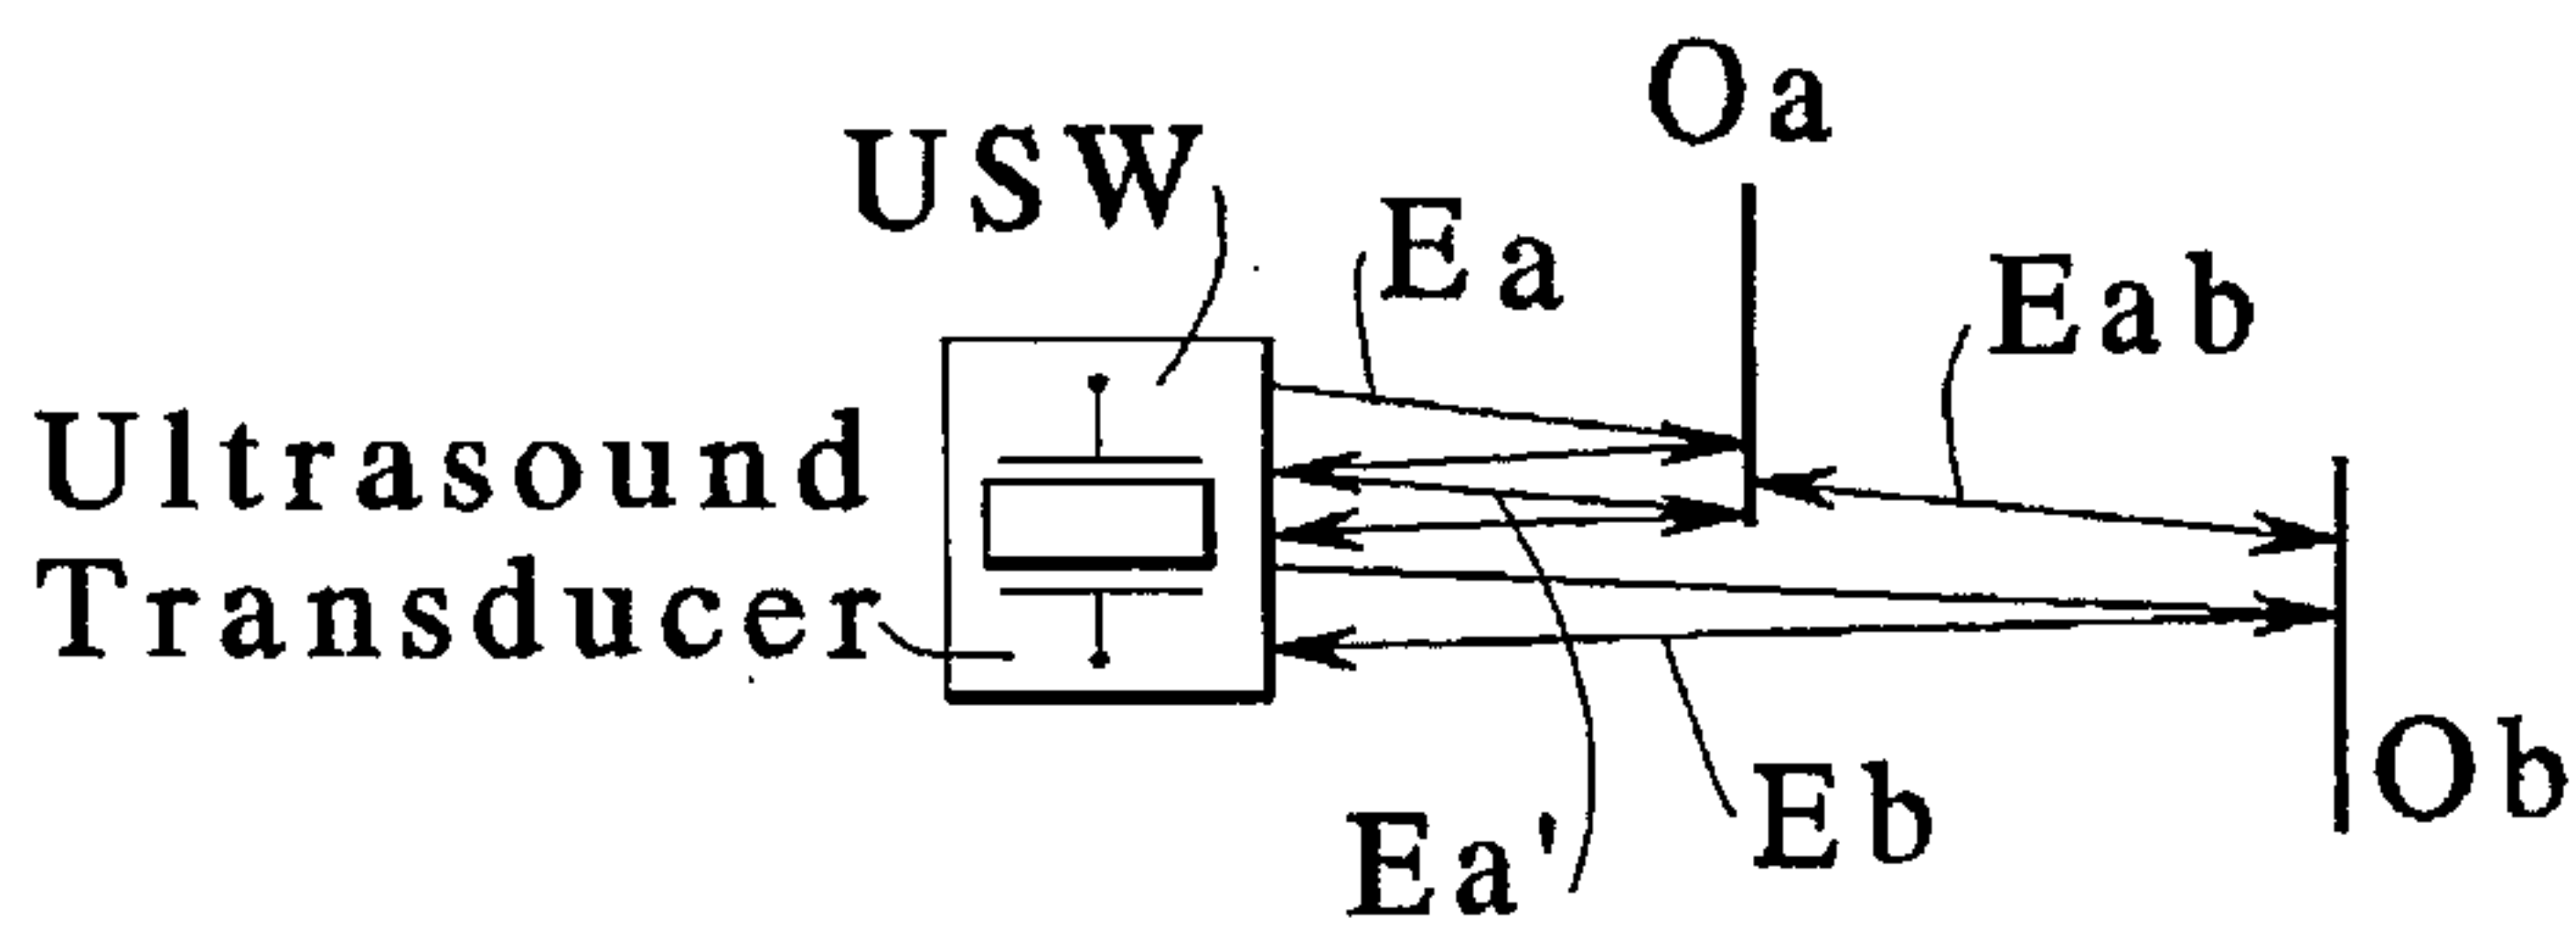 Oa
USW
Ea
Eab
Ultrasound
Transducer
Ob
Eb
Ea'